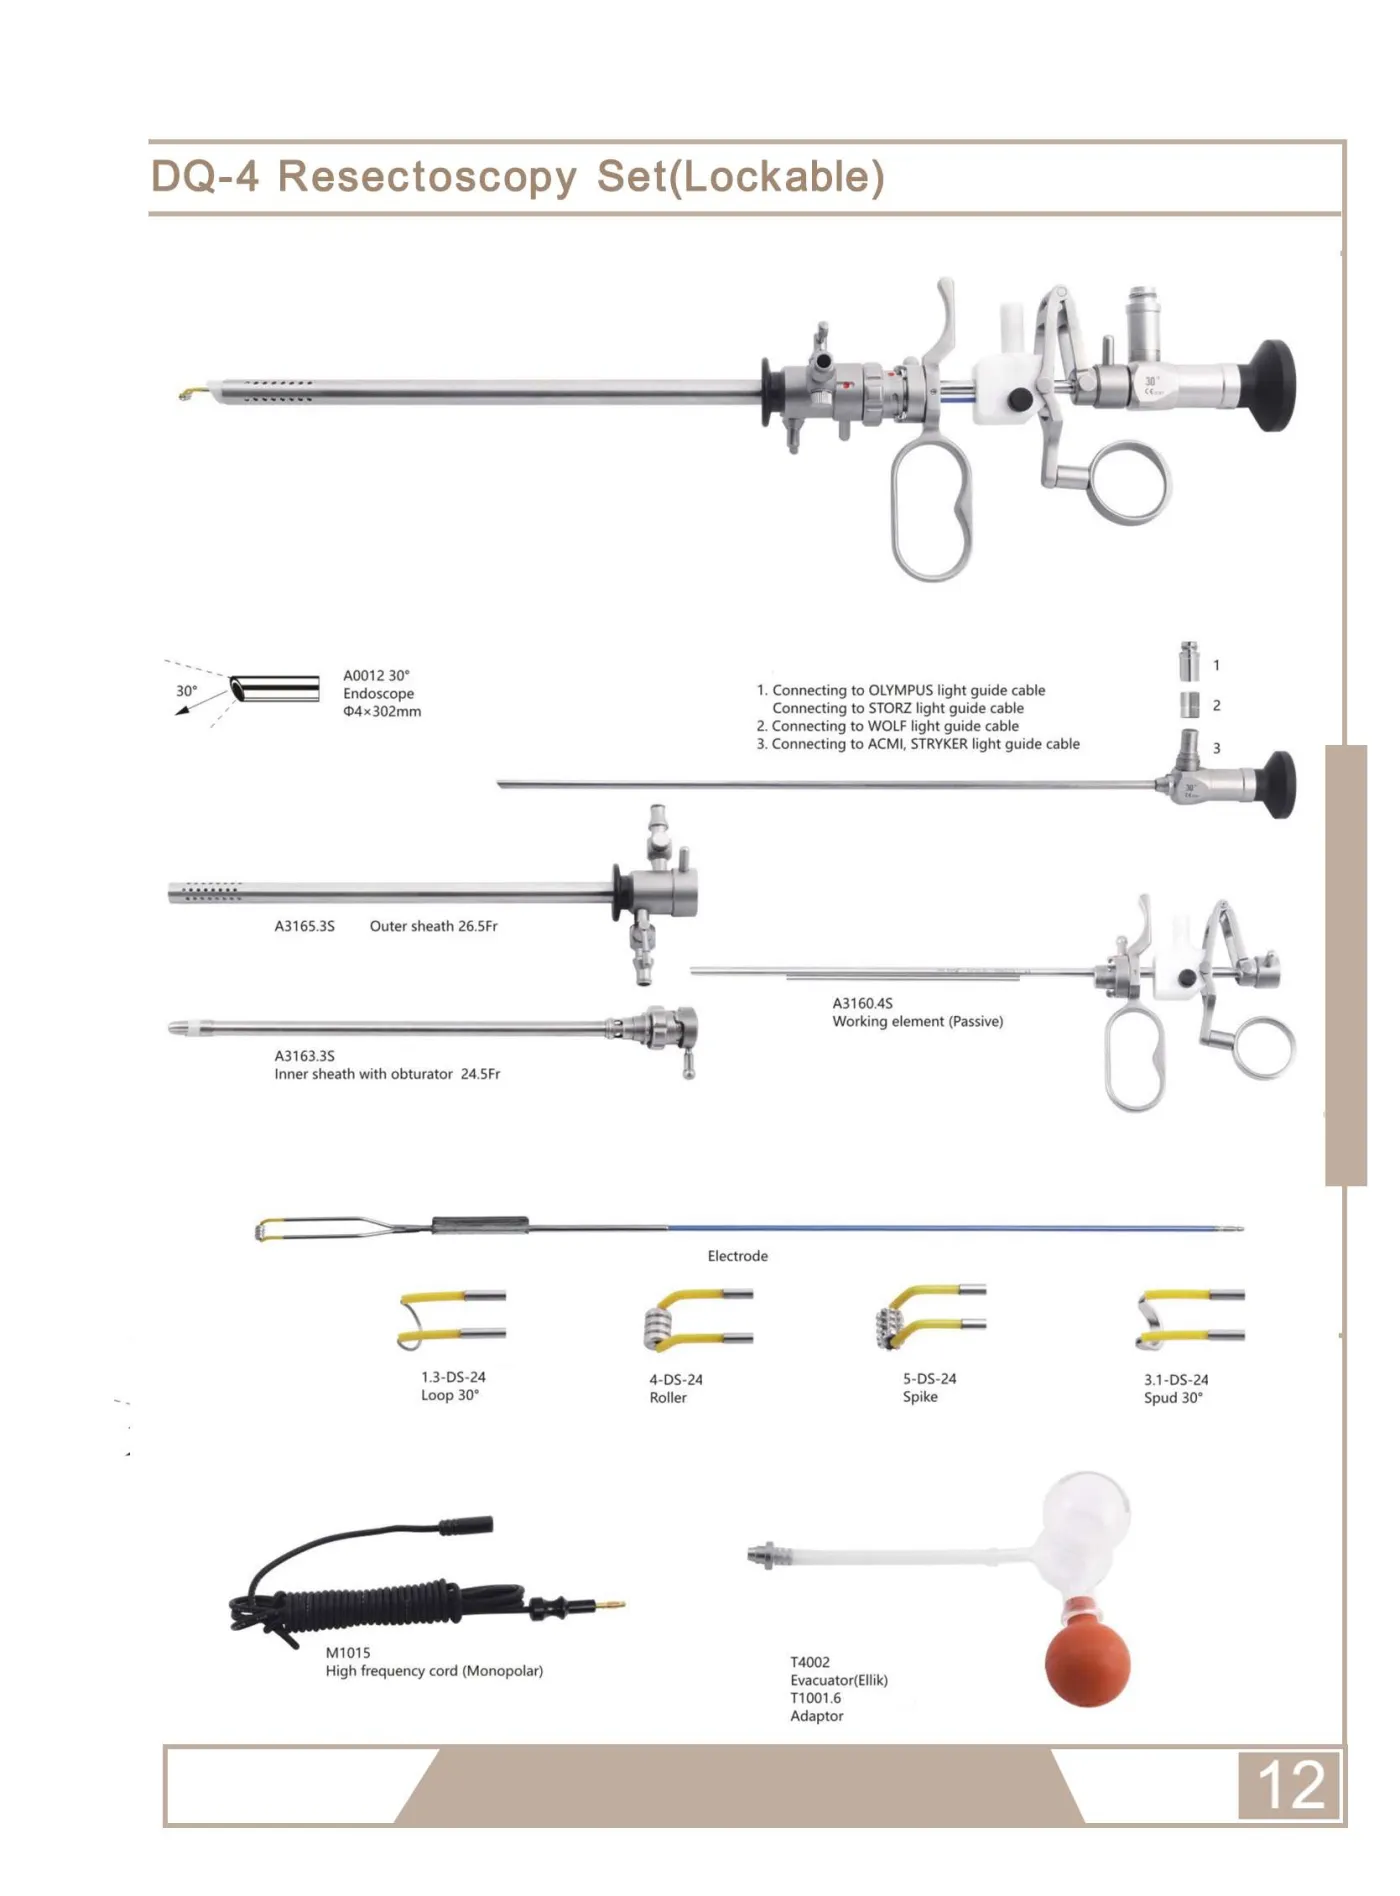 DQ-4 Resectoscopy Set(Lockable)
30°
30°
A0012 30°
Endoscope
Φ4×302mm
1. Connecting to OLYMPUS light guide cable
Connecting to STORZ light guide cable
2. Connecting to WOLF light guide cable
3. Connecting to ACMI, STRYKER light guide cable
1
2
3
30°
A3165.3S Outer sheath 26.5Fr
A3160.4S
Working element (Passive)
A3163.3S
Inner sheath with obturator 24.5Fr
Electrode
1.3-DS-24
Loop 30°
4-DS-24
Roller
5-DS-24
Spike
3.1-DS-24
Spud 30°
M1015
High frequency cord (Monopolar)
T4002
Evacuator(Ellik)
T1001.6
Adaptor
12